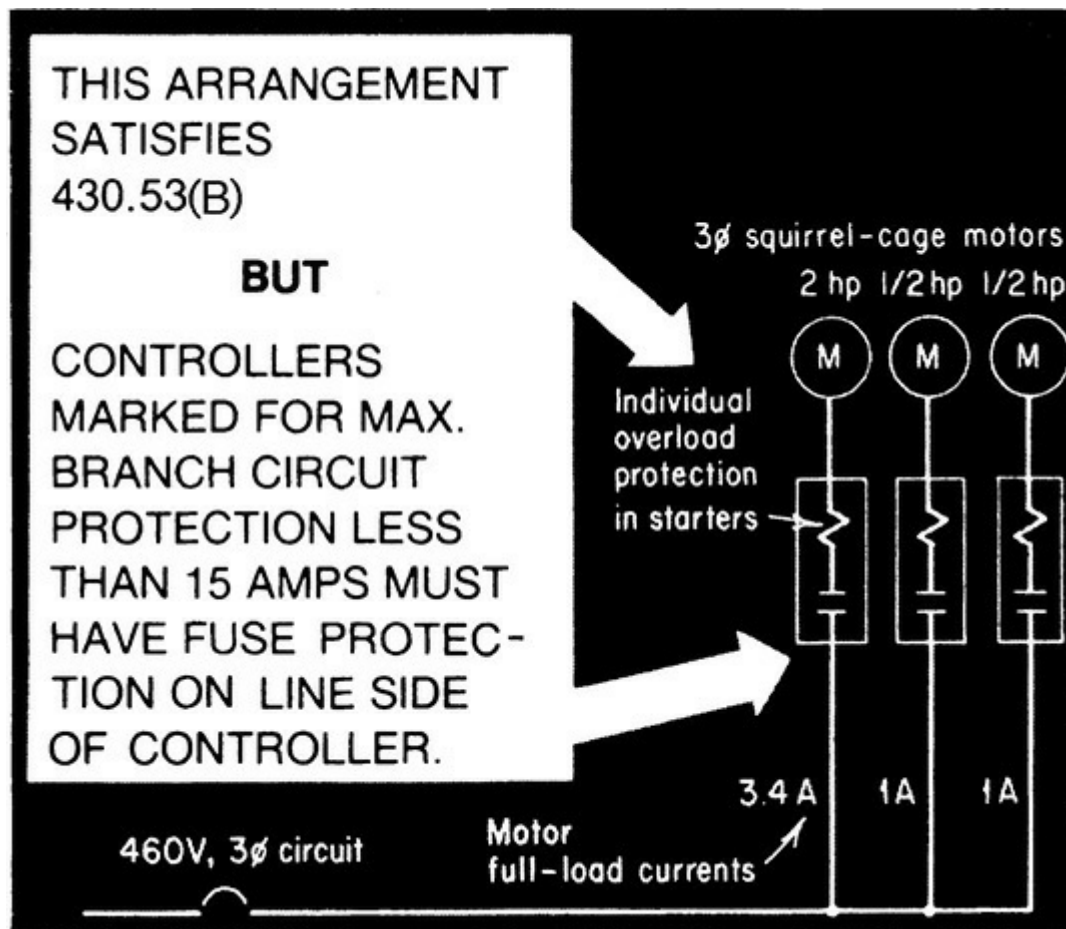 THIS ARRANGEMENT
SATISFIES
430.53(B)
BUT
CONTROLLERS
MARKED FOR MAX.
BRANCH CIRCUIT
PROTECTION LESS
THAN 15 AMPS MUST
HAVE FUSE PROTEC-
TION ON LINE SIDE
OF CONTROLLER.
3ø squirrel-cage motors
2 hp 1/2 hp 1/2 hp
M M M
Individual
overload
protection
in starters
3.4 A 1A 1A
Motor
full-load currents
460V, 3ø circuit